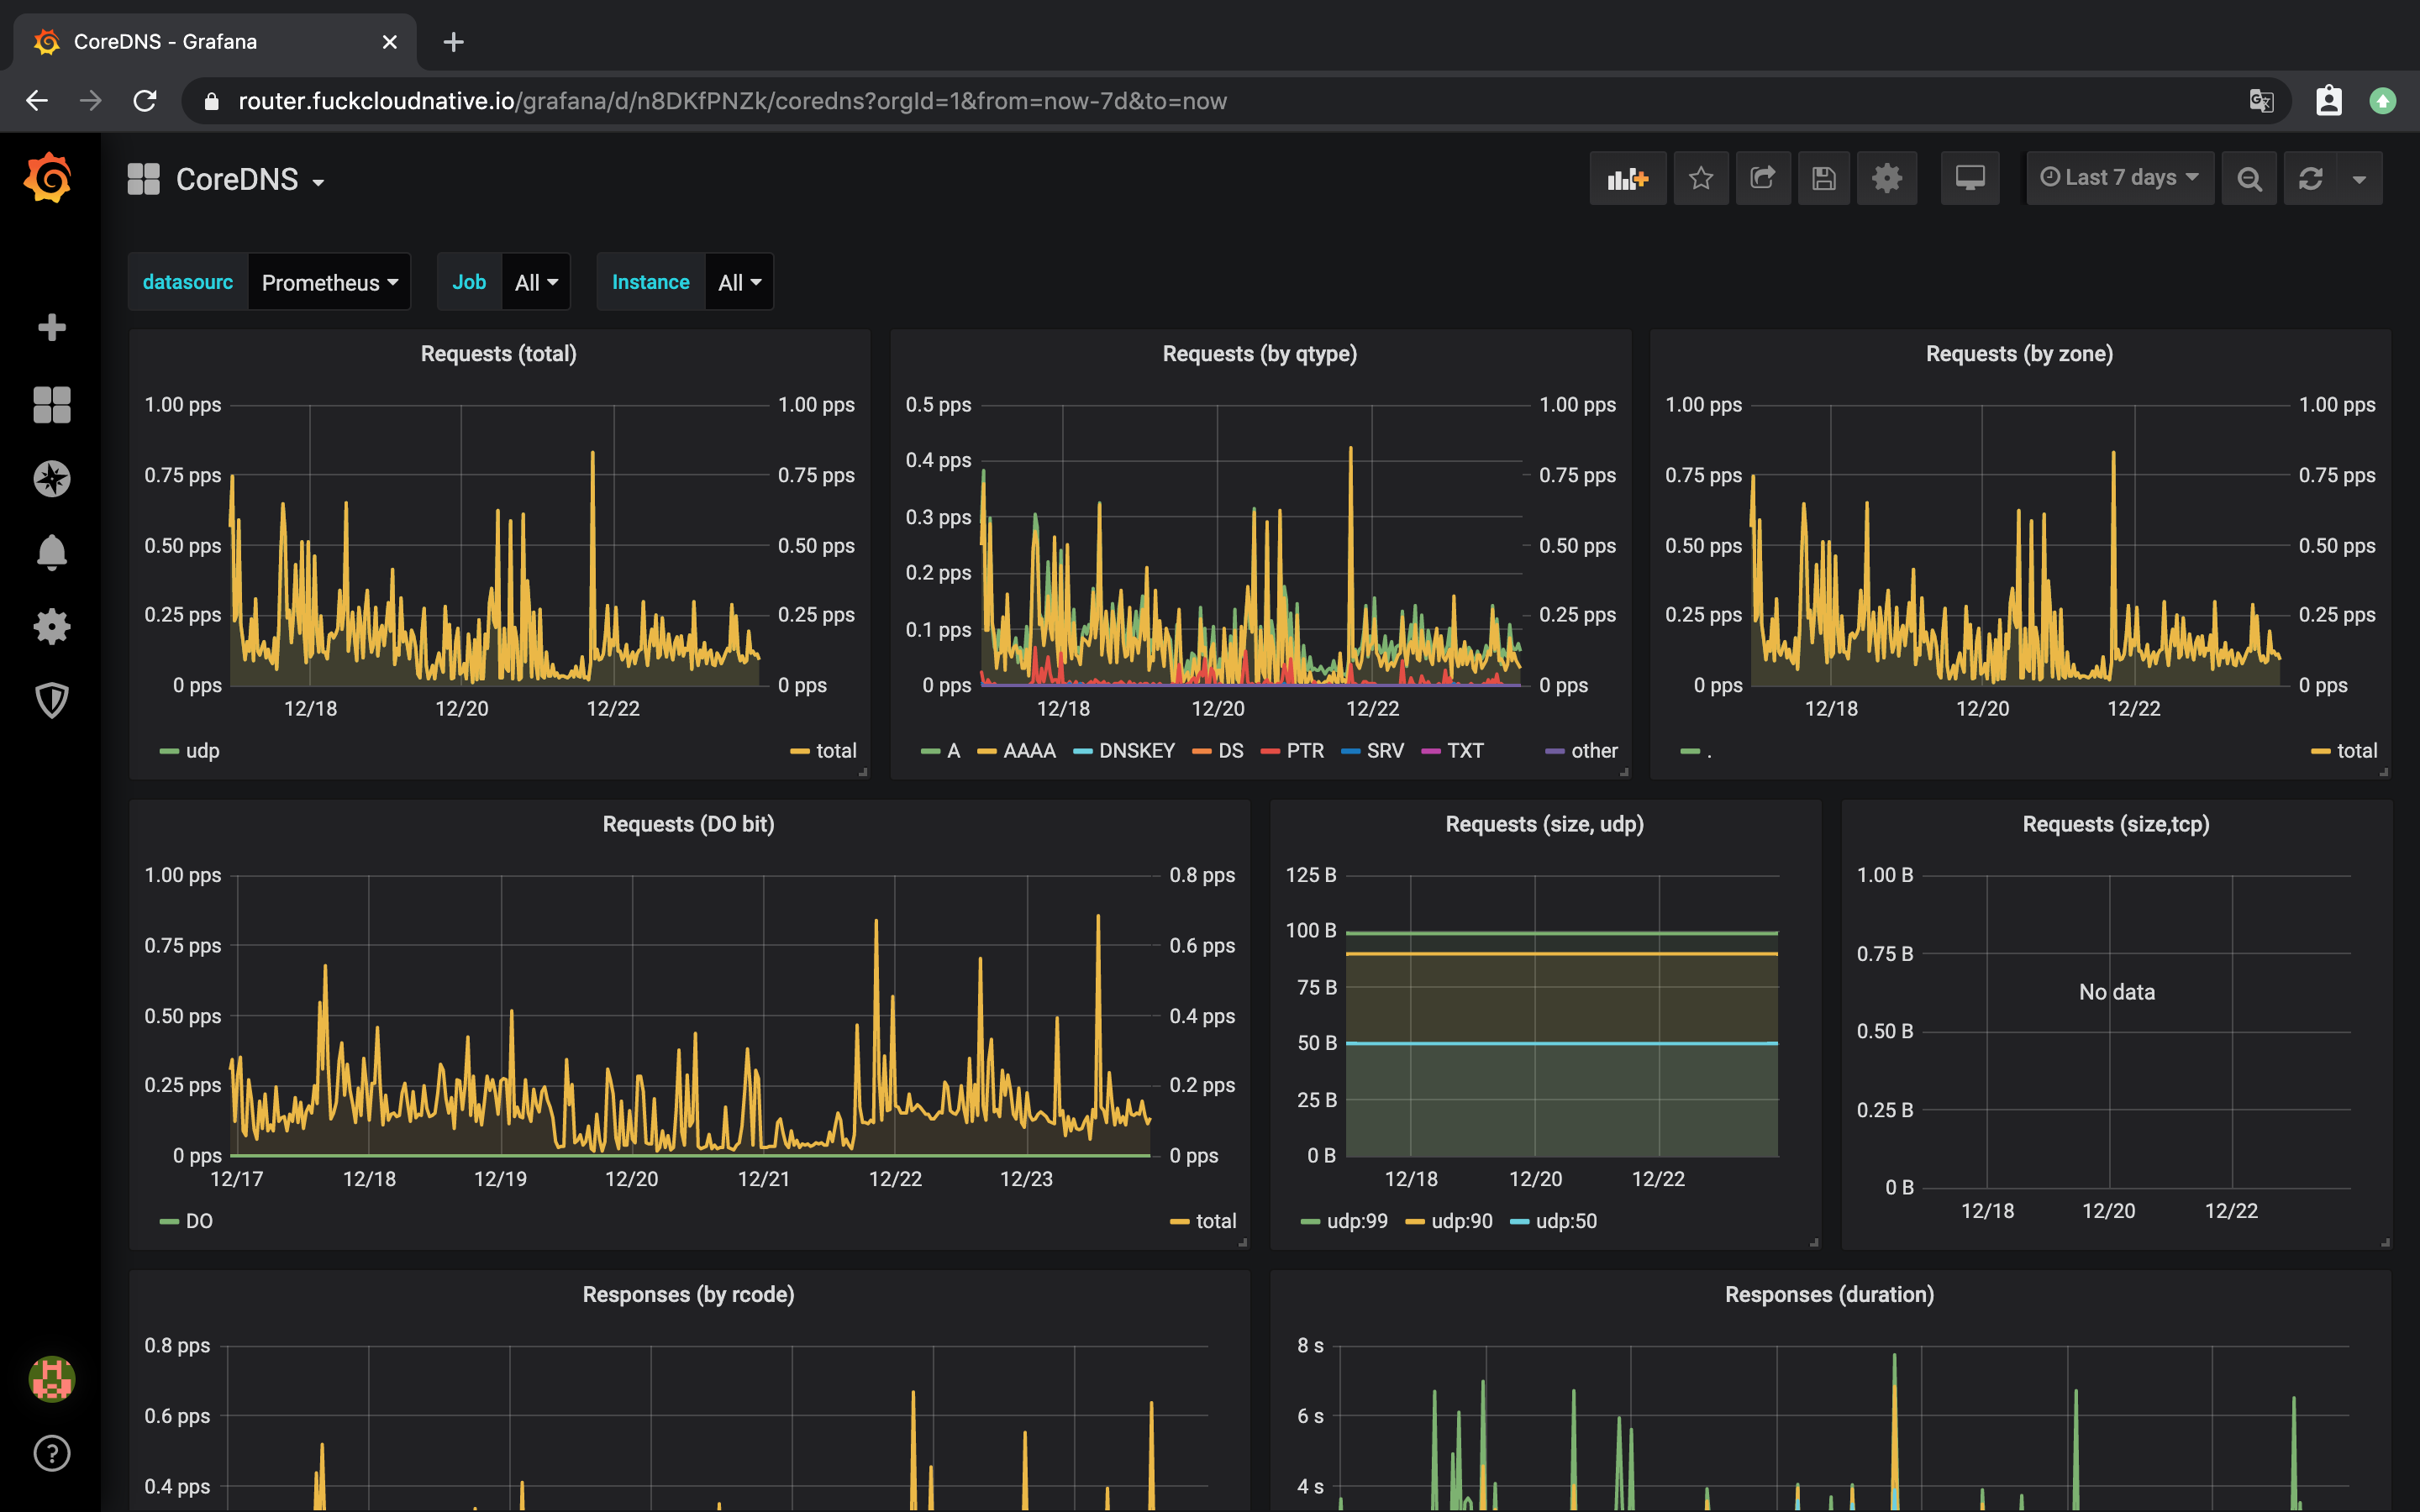 CoreDNS - Grafana
router.fuckcloudnative.io/grafana/d/n8DKfPNZk/coredns?orgId=1&from=now-7d&to=now
CoreDNS
Last 7 days
datasourc Prometheus Job All Instance All
Requests (total)
1.00 pps 1.00 pps
0.75 pps 0.75 pps
0.50 pps 0.50 pps
0.25 pps 0.25 pps
0 pps 0 pps
12/18 12/20 12/22
udp total
Requests (by qtype)
0.5 pps 1.00 pps
0.4 pps 0.75 pps
0.3 pps 0.50 pps
0.2 pps 0.25 pps
0.1 pps
0 pps 0 pps
12/18 12/20 12/22
A AAAA DNSKEY DS PTR SRV TXT other
Requests (by zone)
1.00 pps 1.00 pps
0.75 pps 0.75 pps
0.50 pps 0.50 pps
0.25 pps 0.25 pps
0 pps 0 pps
12/18 12/20 12/22
. total
Requests (DO bit)
1.00 pps 0.8 pps
0.75 pps 0.6 pps
0.50 pps 0.4 pps
0.25 pps 0.2 pps
0 pps 0 pps
12/17 12/18 12/19 12/20 12/21 12/22 12/23
DO total
Requests (size, udp)
125 B
100 B
75 B
50 B
25 B
0 B
12/18 12/20 12/22
udp:99 udp:90 udp:50
Requests (size,tcp)
1.00 B
0.75 B
No data
0.50 B
0.25 B
0 B
12/18 12/20 12/22
Responses (by rcode)
0.8 pps
0.6 pps
0.4 pps
Responses (duration)
8 s
6 s
4 s